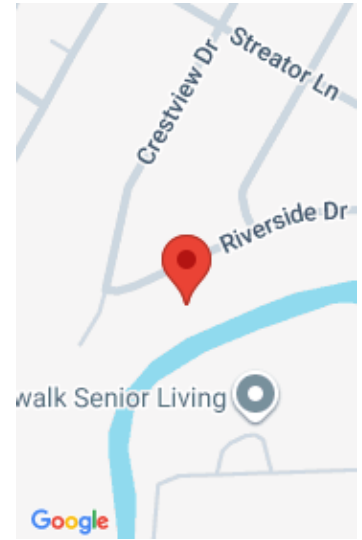 Streator Ln
Crestview Dr
Riverside Dr
walk Senior Living
Google